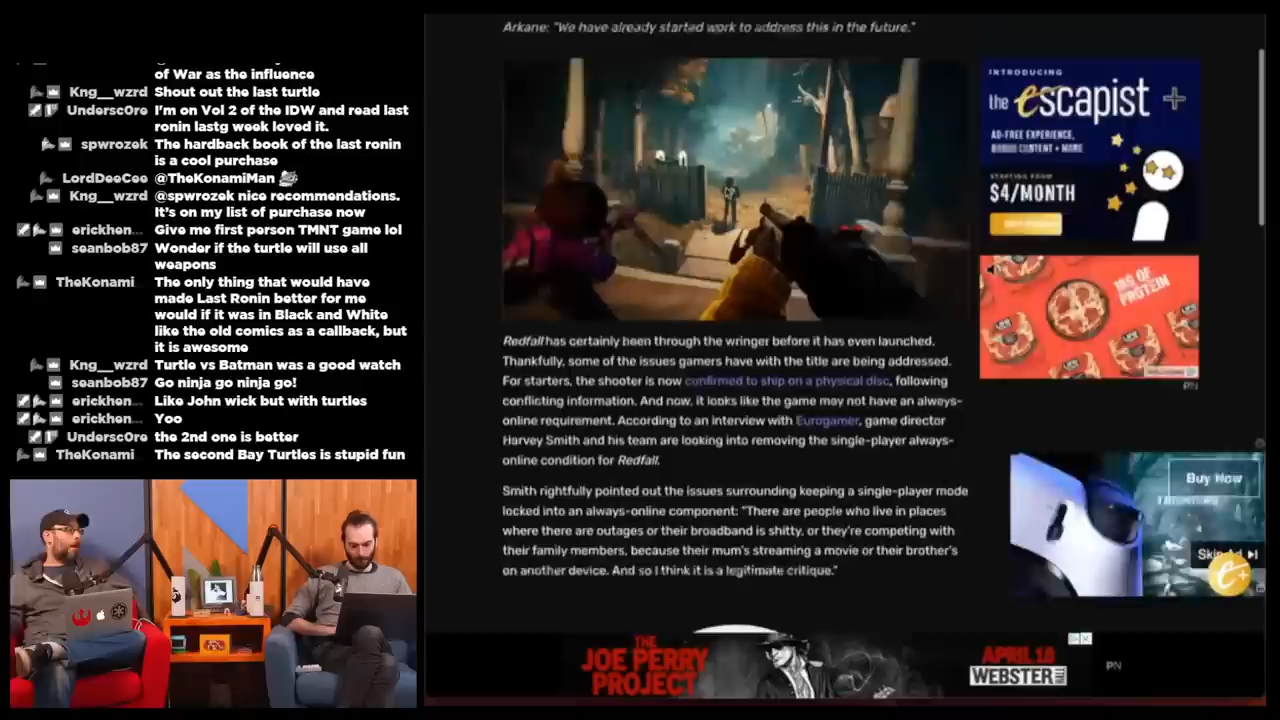 of War as the influence
Kng__wzrd Shout out the last turtle
UnderscOre I'm on Vol 2 of the IDW and read last
ronin lastg week loved it.
spwrozek The hardback book of the last ronin
is a cool purchase
LordDeeCee @TheKonamiMan
Kng__wzrd @spwrozek nice recommendations.
It's on my list of purchase now
erickhen... Give me first person TMNT game lol
seanbob87 Wonder if the turtle will use all
weapons
TheKonami... The only thing that would have
made Last Ronin better for me
would if it was in Black and White
like the old comics as a callback, but
it is awesome
Kng__wzrd Turtle vs Batman was a good watch
seanbob87 Go ninja go ninja go!
erickhen... Like John wick but with turtles
erickhen... Yoo
UnderscOre the 2nd one is better
TheKonami... The second Bay Turtles is stupid fun
Arkane: "We have already started work to address this in the future."
Redfall has certainly been through the wringer before it has even launched.
Thankfully, some of the issues gamers have with the title are being addressed.
For starters, the shooter is now confirmed to ship on a physical disc, following
conflicting information. And now, it looks like the game may not have an always-
online requirement. According to an interview with Eurogamer, game director
Harvey Smith and his team are looking into removing the single-player always-
online condition for Redfall.
Smith rightfully pointed out the issues surrounding keeping a single-player mode
locked into an always-online component: "There are people who live in places
where there are outages or their broadband is shitty, or they're competing with
their family members, because their mum's streaming a movie or their brother's
on another device. And so I think it is a legitimate critique."
INTRODUCING
the escapist +
AD-FREE EXPERIENCE,
BONUS CONTENT + MORE
STARTING FROM
$4/MONTH
PROTEIN
PN
Buy Now
Skip Ad
e+
THE
JOE PERRY
PROJECT
APRIL 18
WEBSTER
HALL
PN